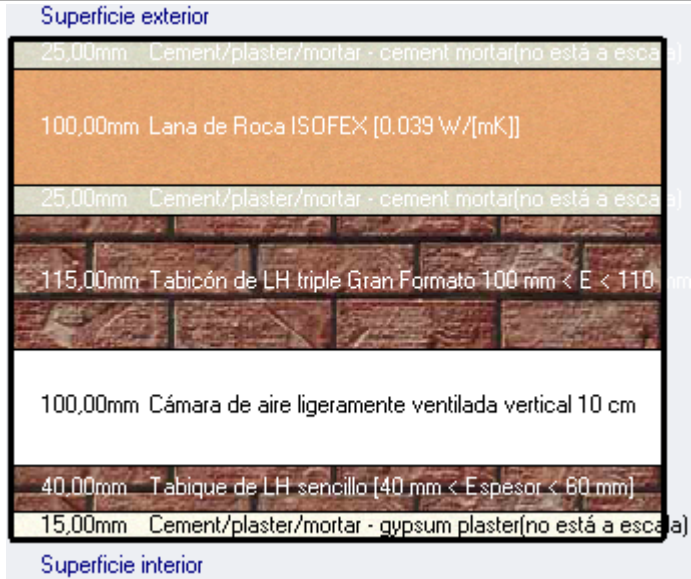 Superficie exterior
25,00mm Cement/plaster/mortar - cement mortar(no está a escala)
100,00mm Lana de Roca ISOFEX [0.039 W/[mK]]
25,00mm Cement/plaster/mortar - cement mortar(no está a escala)
115,00mm Tabicón de LH triple Gran Formato 100 mm < E < 110 mm
100,00mm Cámara de aire ligeramente ventilada vertical 10 cm
40,00mm Tabique de LH sencillo [40 mm < Espesor < 60 mm]
15,00mm Cement/plaster/mortar - gypsum plaster(no está a escala)
Superficie interior